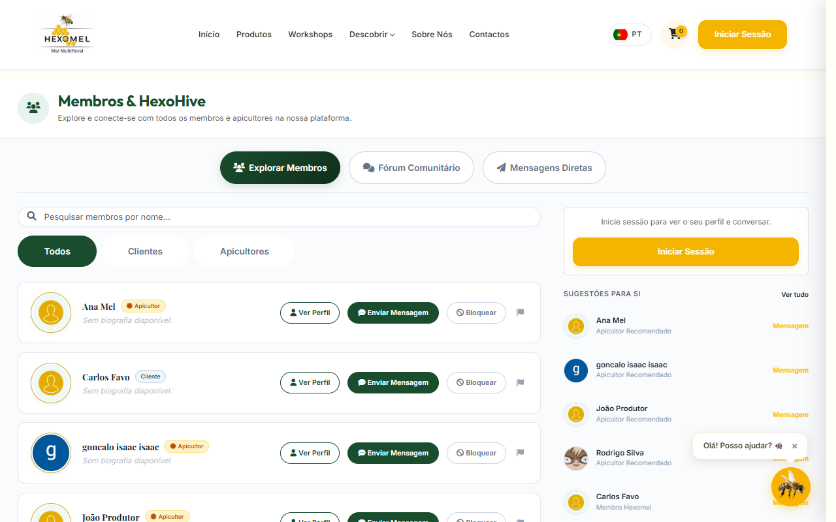 HEXOMEL
Mel Multifloral
Início
Produtos
Workshops
Descobrir
Sobre Nós
Contactos
PT
0
Iniciar Sessão
Membros & HexoHive
Explore e conecte-se com todos os membros e apicultores na nossa plataforma.
Explorar Membros
Fórum Comunitário
Mensagens Diretas
Pesquisar membros por nome...
Todos
Clientes
Apicultores
Ana Mel
Apicultor
Sem biografia disponível.
Ver Perfil
Enviar Mensagem
Bloquear
Carlos Favo
Cliente
Sem biografia disponível.
Ver Perfil
Enviar Mensagem
Bloquear
g
goncalo isaac isaac
Apicultor
Sem biografia disponível.
Ver Perfil
Enviar Mensagem
Bloquear
João Produtor
Apicultor
Ver Perfil
Enviar Mensagem
Bloquear
Inicie sessão para ver o seu perfil e conversar.
Iniciar Sessão
SUGESTÕES PARA SI
Ver tudo
Ana Mel
Apicultor Recomendado
Mensagem
g
goncalo isaac isaac
Apicultor Recomendado
Mensagem
João Produtor
Apicultor Recomendado
Mensagem
Rodrigo Silva
Apicultor Recomendado
Carlos Favo
Membro Hexomel
Olá! Posso ajudar?